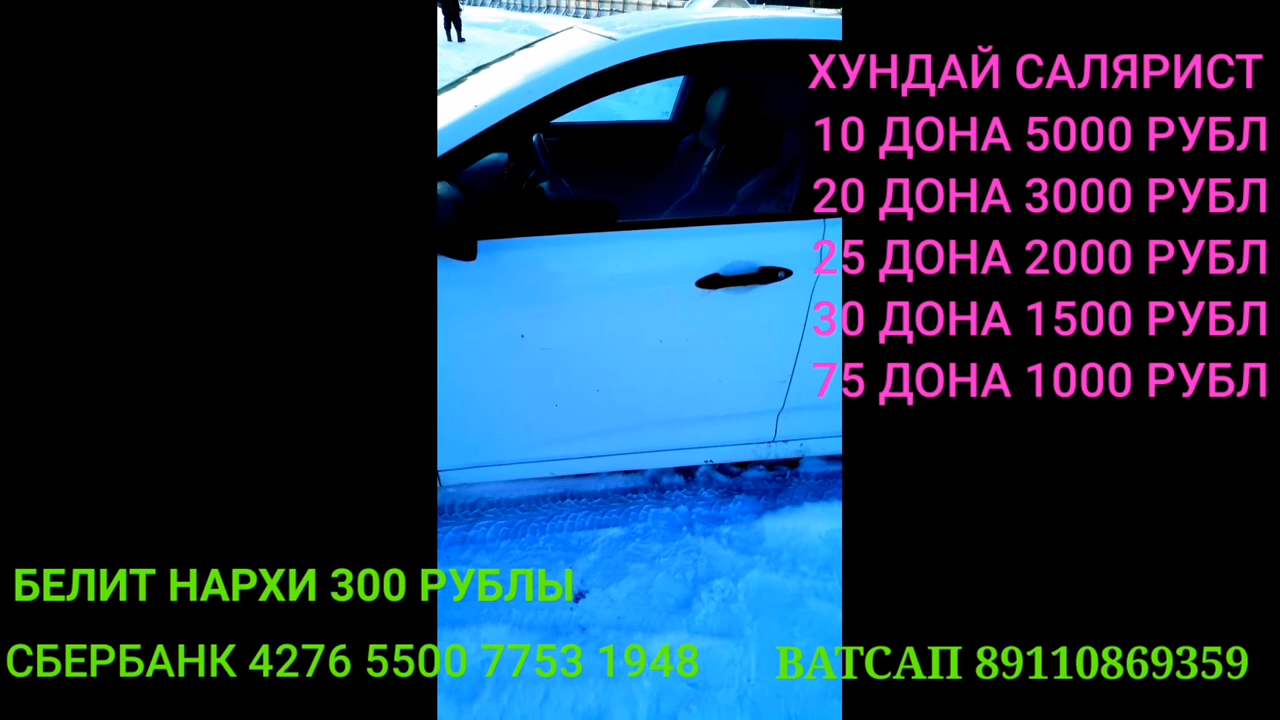 ХУНДАЙ САЛЯРИСТ
10 ДОНА 5000 РУБЛ
20 ДОНА 3000 РУБЛ
25 ДОНА 2000 РУБЛ
30 ДОНА 1500 РУБЛ
75 ДОНА 1000 РУБЛ
БЕЛИТ НАРХИ 300 РУБЛЫ
СБЕРБАНК 4276 5500 7753 1948
ВАТСАП 89110869359